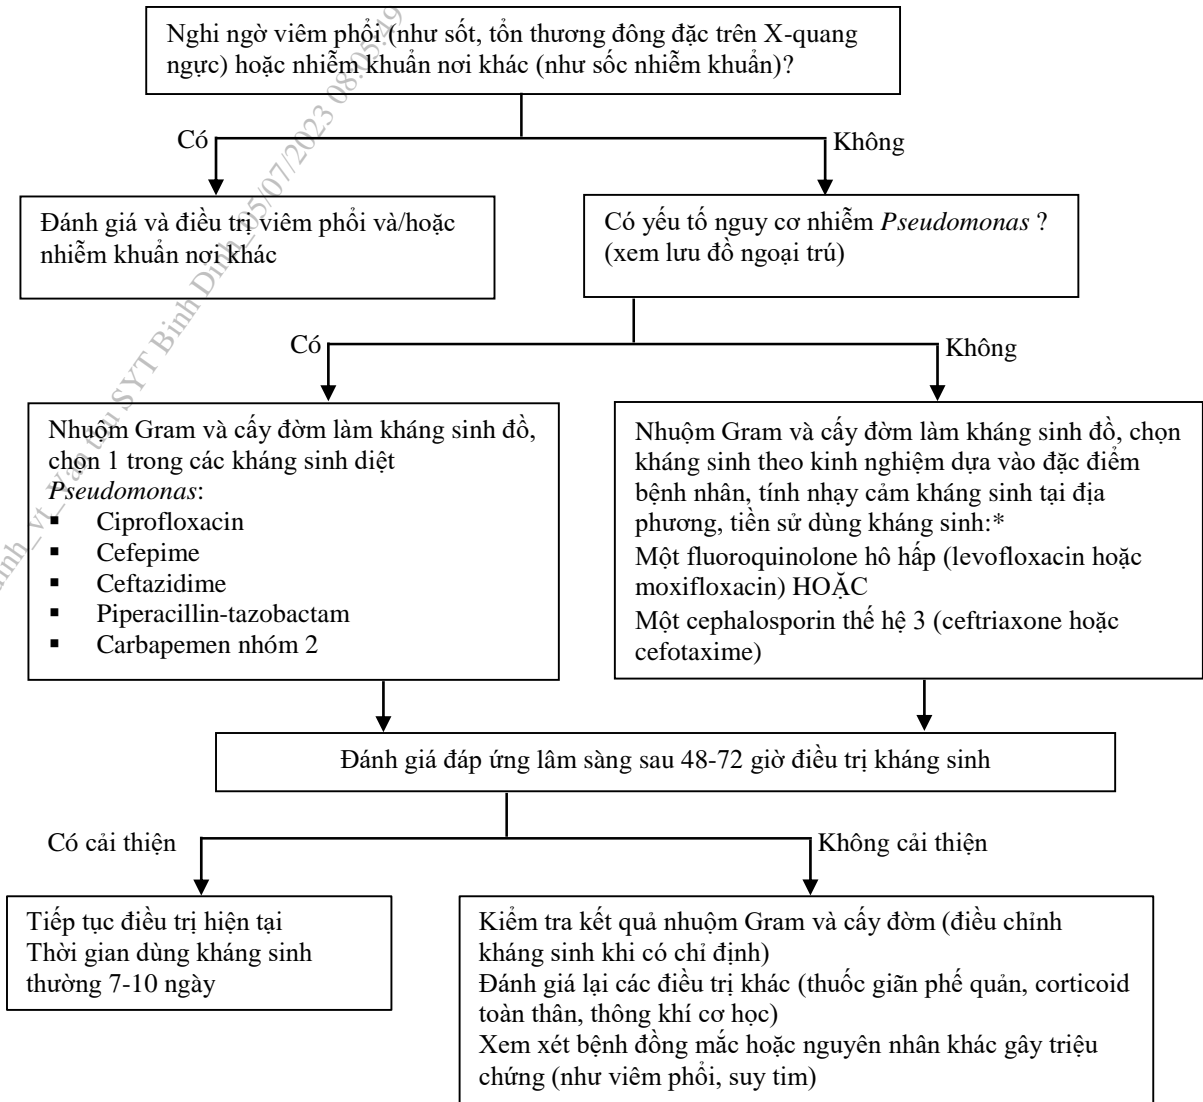 Nghi ngờ viêm phổi (như sốt, tổn thương đông đặc trên X-quang
ngực) hoặc nhiễm khuẩn nơi khác (như sốc nhiễm khuẩn)?
Có
Không
Đánh giá và điều trị viêm phổi và/hoặc
nhiễm khuẩn nơi khác
Có yếu tố nguy cơ nhiễm Pseudomonas ?
(xem lưu đồ ngoại trú)
Có
Không
Nhuộm Gram và cấy đờm làm kháng sinh đồ,
chọn 1 trong các kháng sinh diệt
Pseudomonas:
▪ Ciprofloxacin
▪ Cefepime
▪ Ceftazidime
▪ Piperacillin-tazobactam
▪ Carbapemen nhóm 2
Nhuộm Gram và cấy đờm làm kháng sinh đồ, chọn
kháng sinh theo kinh nghiệm dựa vào đặc điểm
bệnh nhân, tính nhạy cảm kháng sinh tại địa
phương, tiền sử dùng kháng sinh:*
Một fluoroquinolone hô hấp (levofloxacin hoặc
moxifloxacin) HOẶC
Một cephalosporin thế hệ 3 (ceftriaxone hoặc
cefotaxime)
Đánh giá đáp ứng lâm sàng sau 48-72 giờ điều trị kháng sinh
Có cải thiện
Không cải thiện
Tiếp tục điều trị hiện tại
Thời gian dùng kháng sinh
thường 7-10 ngày
Kiểm tra kết quả nhuộm Gram và cấy đờm (điều chỉnh
kháng sinh khi có chỉ định)
Đánh giá lại các điều trị khác (thuốc giãn phế quản, corticoid
toàn thân, thông khí cơ học)
Xem xét bệnh đồng mắc hoặc nguyên nhân khác gây triệu
chứng (như viêm phổi, suy tim)
SYT Binh Dinh_05/07/2023 08:05:49